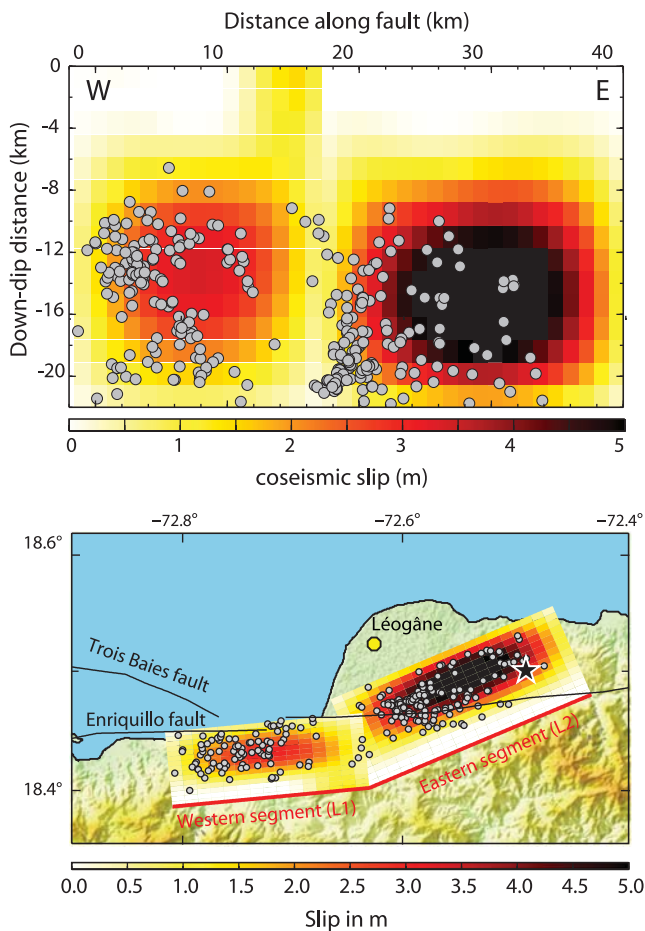 Distance along fault (km)
0 10 20 30 40
0
W E
-4
-8
-12
-16
-20
Down-dip distance (km)
0 1 2 3 4 5
coseismic slip (m)
−72.8° −72.6° −72.4°
18.6°
Léogâne
Trois Baies fault
Enriquillo fault
18.4°
Western segment (L1)
Eastern segment (L2)
0.0 0.5 1.0 1.5 2.0 2.5 3.0 3.5 4.0 4.5 5.0
Slip in m